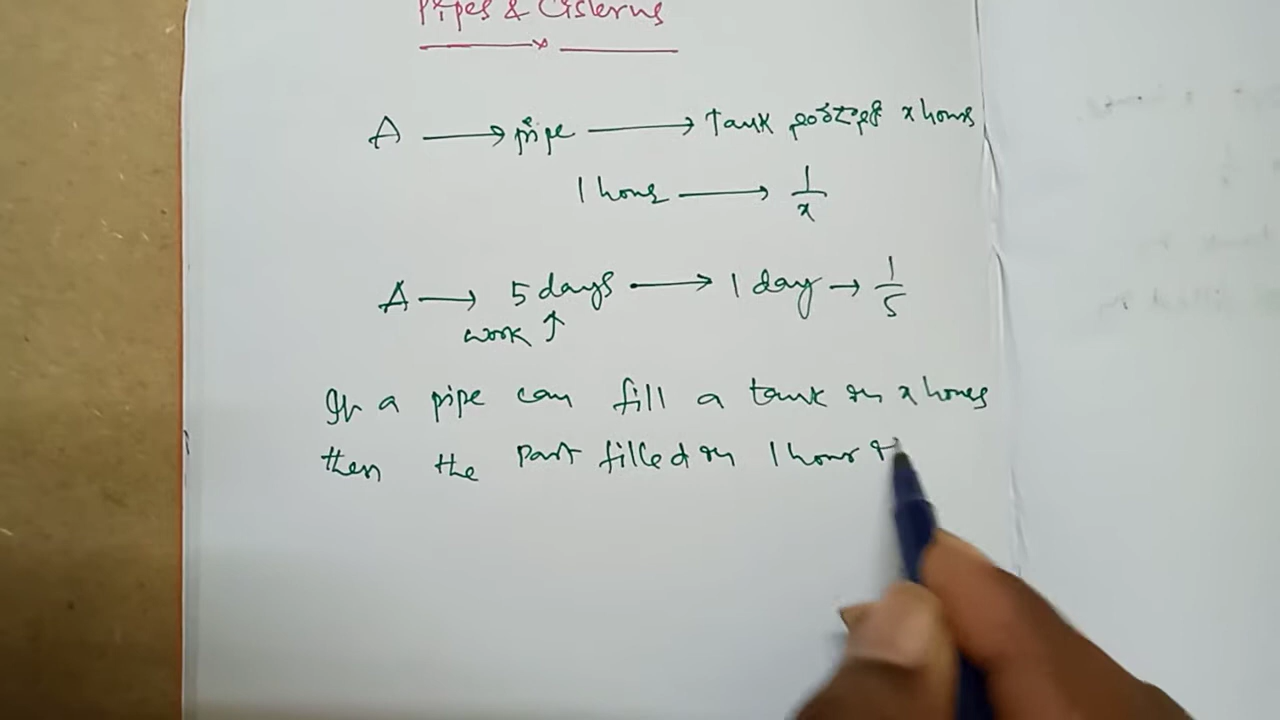 Pipes & Cisterns
A → pipe → Tank x hours
1 hour → 1/x
A → 5 days → 1 day → 1/5
work ↑
If a pipe can fill a tank in x hours
then the part filled in 1 hour